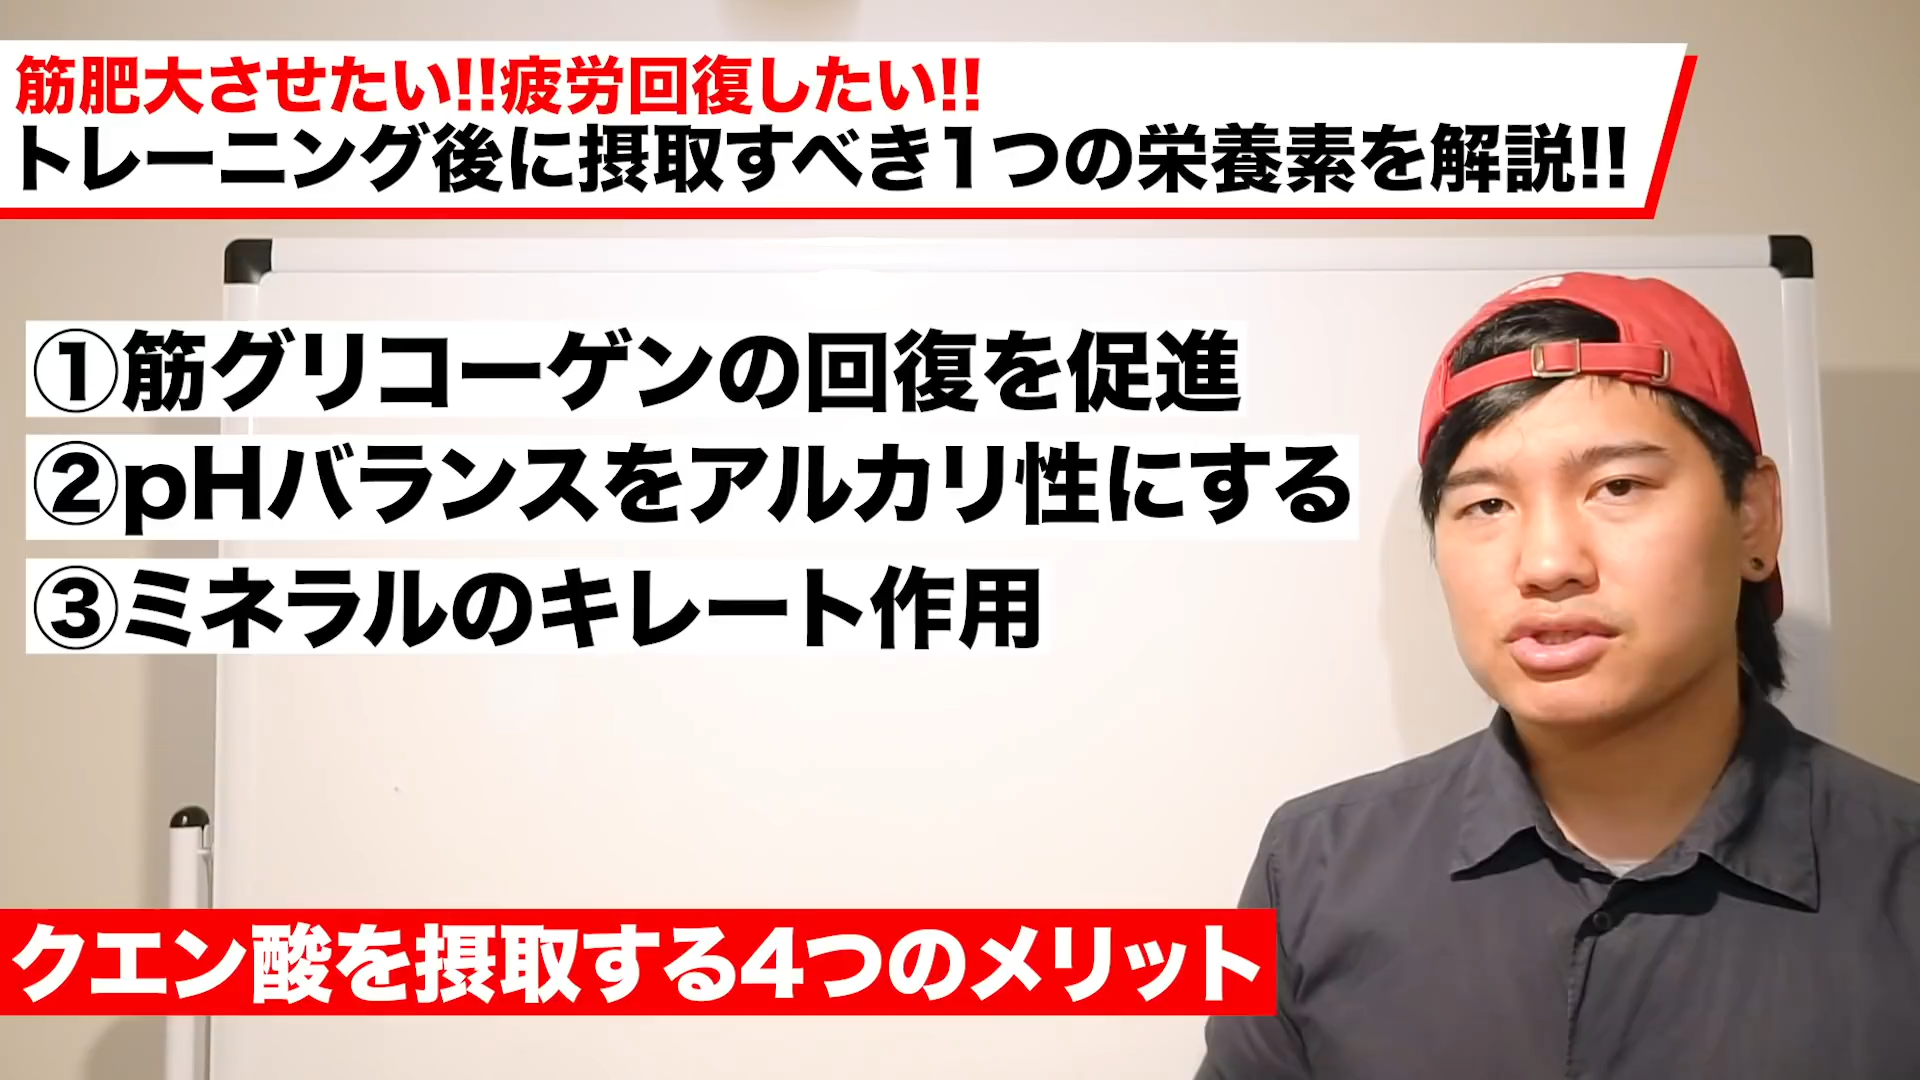 筋肥大させたい!!疲労回復したい!!
トレーニング後に摂取すべき1つの栄養素を解説!!
①筋グリコーゲンの回復を促進
②pHバランスをアルカリ性にする
③ミネラルのキレート作用
クエン酸を摂取する4つのメリット